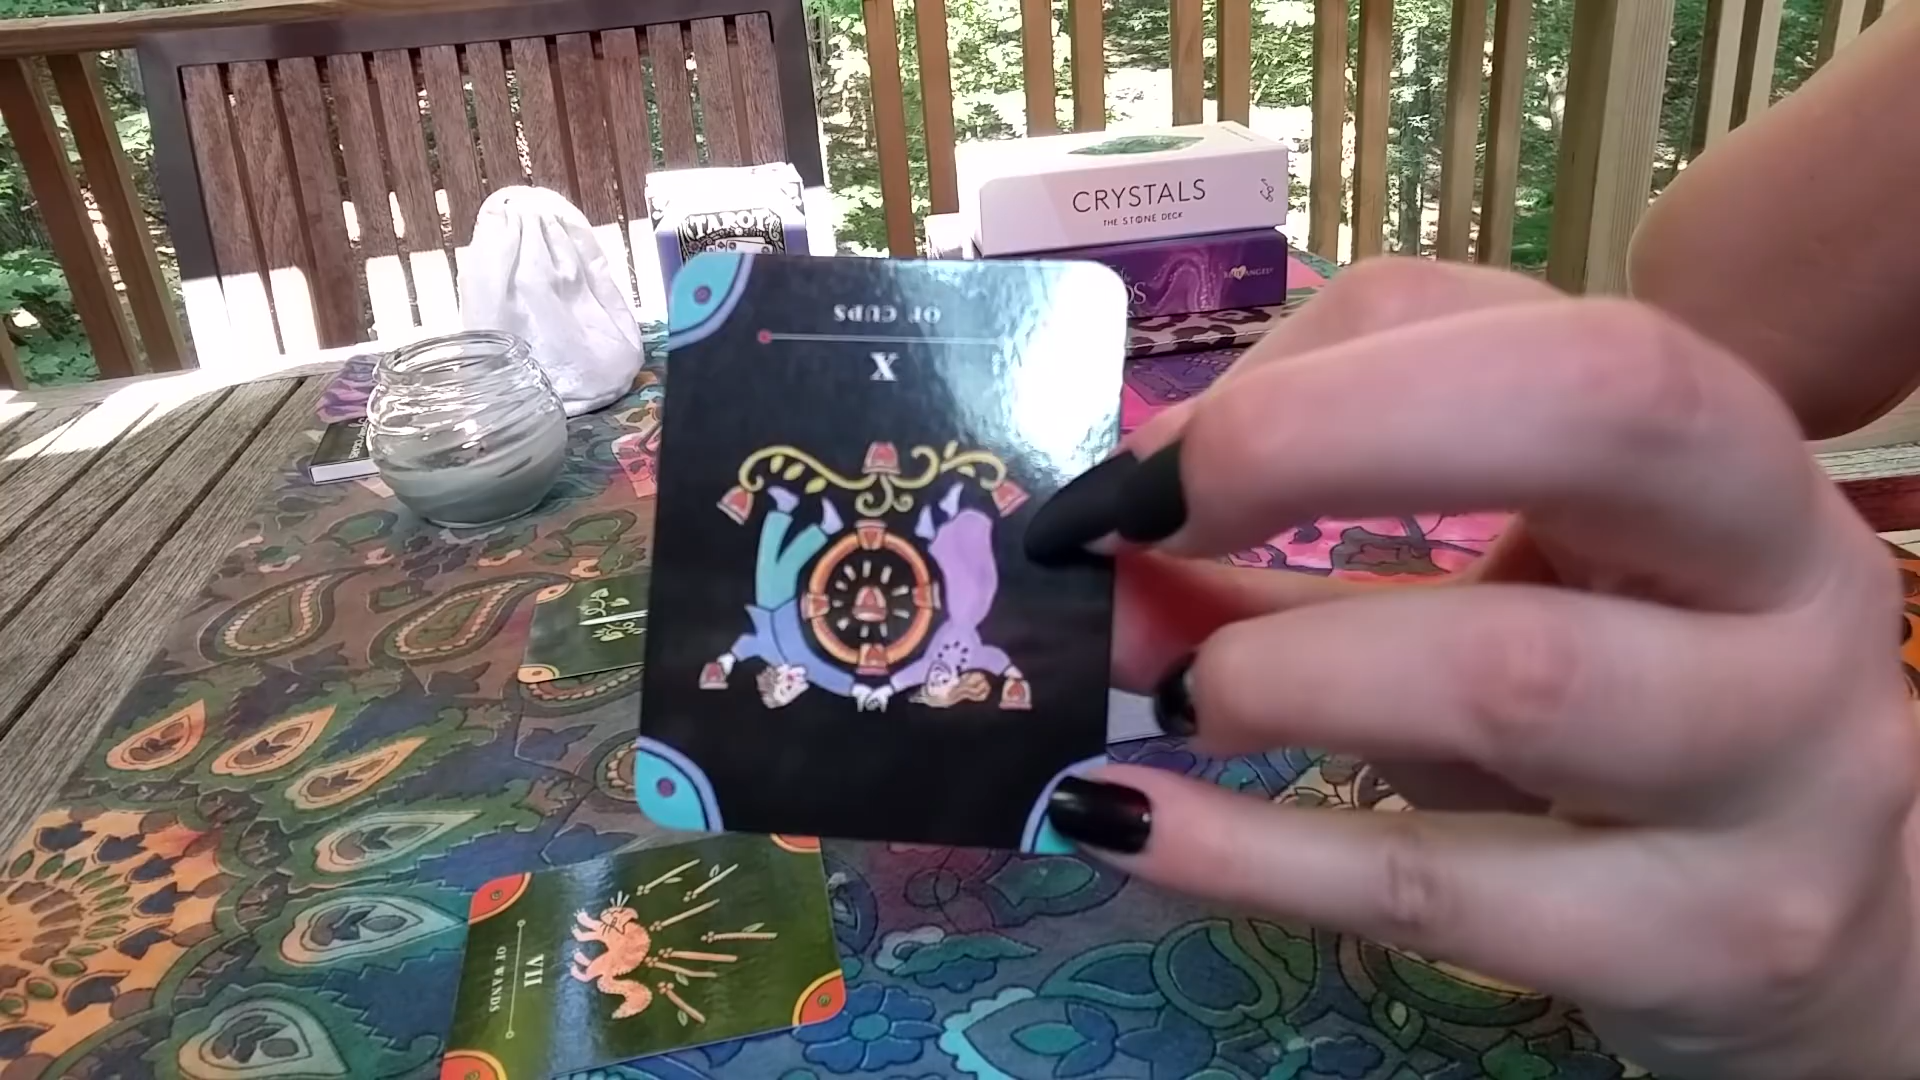 TAROT
CRYSTALS
THE STONE DECK
OF CUPS
X
VII
OF WANDS